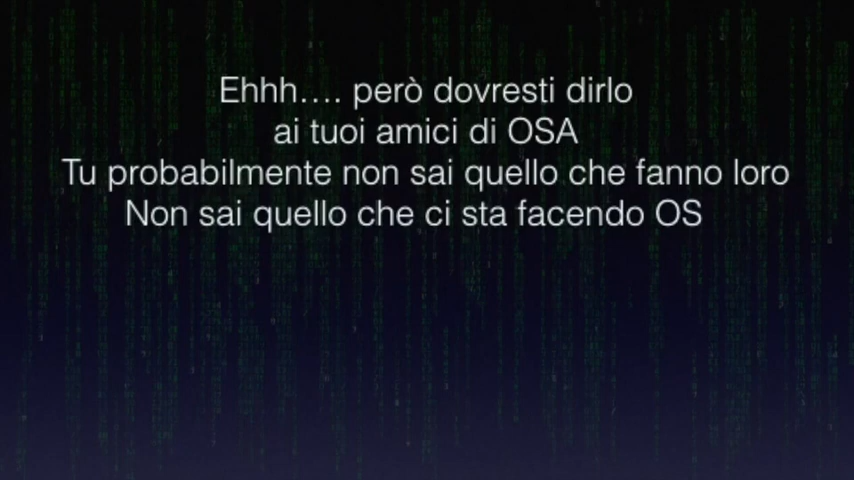 Ehhh…. però dovresti dirlo
ai tuoi amici di OSA
Tu probabilmente non sai quello che fanno loro
Non sai quello che ci sta facendo OS